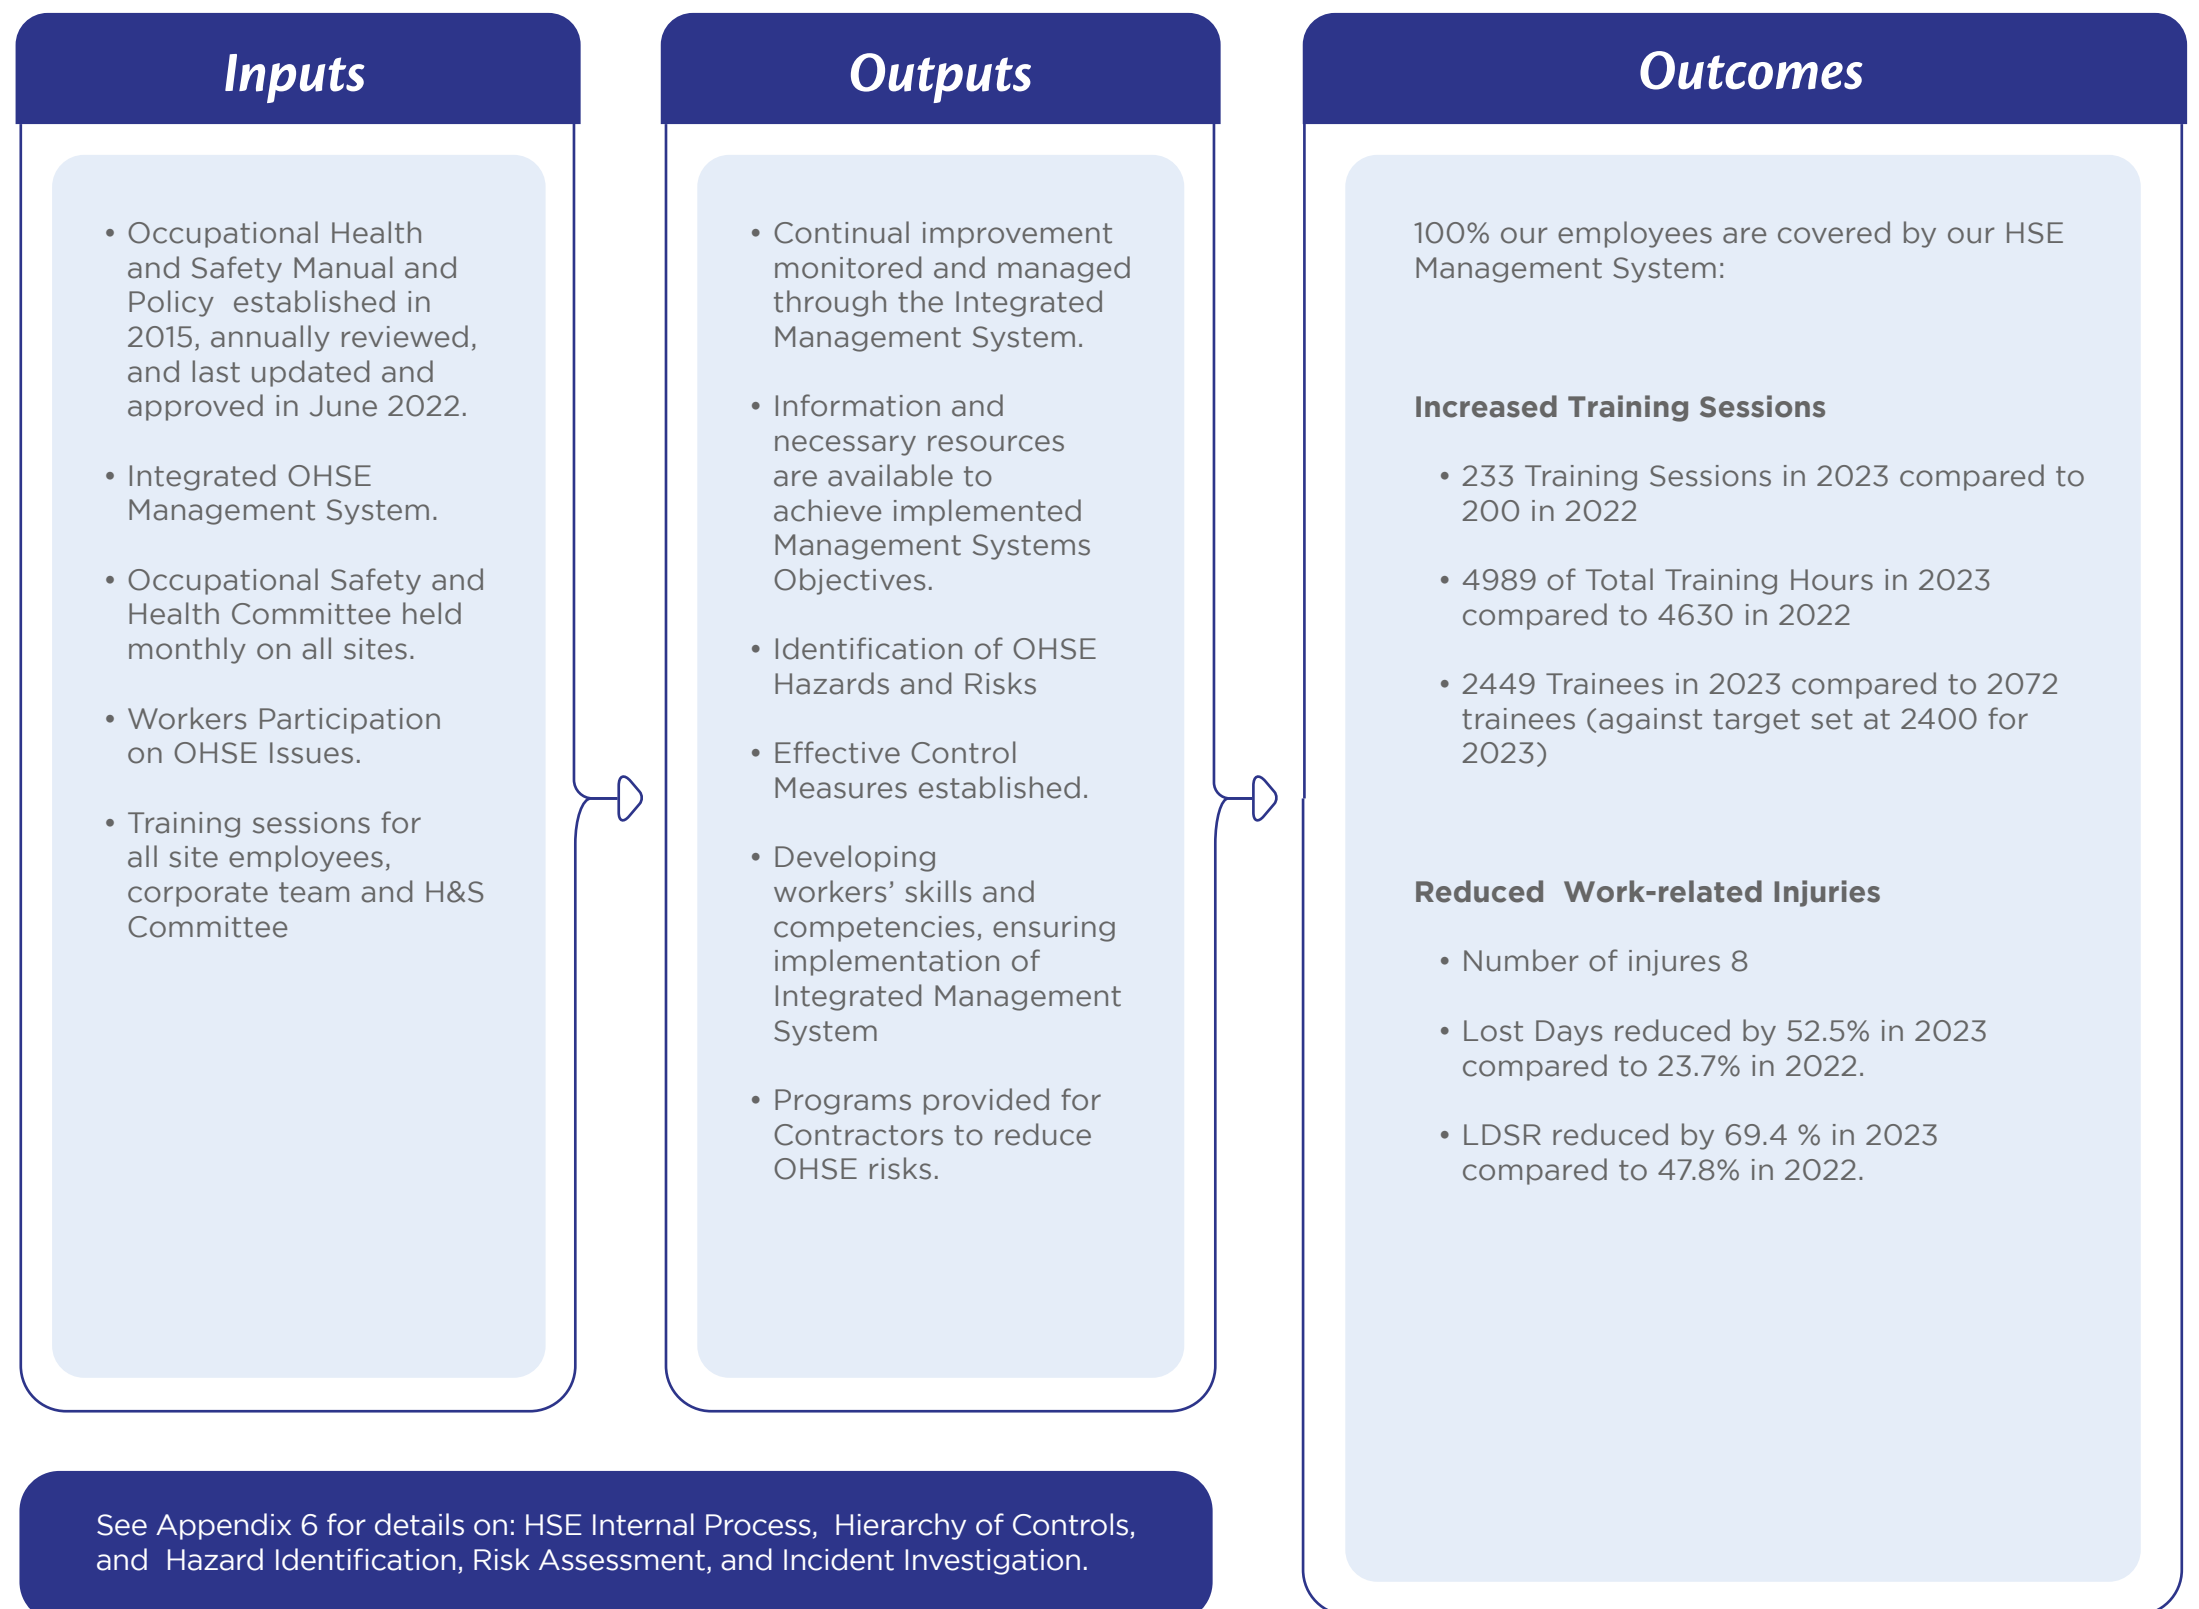 Inputs
• Occupational Health
and Safety Manual and
Policy  established in
2015, annually reviewed,
and last updated and
approved in June 2022.
• Integrated OHSE
Management System.
• Occupational Safety and
Health Committee held
monthly on all sites.
• Workers Participation
on OHSE Issues.
• Training sessions for
all site employees,
corporate team and H&S
Committee
Outputs
• Continual improvement
monitored and managed
through the Integrated
Management System.
• Information and
necessary resources
are available to
achieve implemented
Management Systems
Objectives.
• Identification of OHSE
Hazards and Risks
• Effective Control
Measures established.
• Developing
workers’ skills and
competencies, ensuring
implementation of
Integrated Management
System
• Programs provided for
Contractors to reduce
OHSE risks.
Outcomes
100% our employees are covered by our HSE
Management System:
Increased Training Sessions
• 233 Training Sessions in 2023 compared to
200 in 2022
• 4989 of Total Training Hours in 2023
compared to 4630 in 2022
• 2449 Trainees in 2023 compared to 2072
trainees (against target set at 2400 for
2023)
Reduced  Work-related Injuries
• Number of injures 8
• Lost Days reduced by 52.5% in 2023
compared to 23.7% in 2022.
• LDSR reduced by 69.4 % in 2023
compared to 47.8% in 2022.
See Appendix 6 for details on: HSE Internal Process,  Hierarchy of Controls,
and  Hazard Identification, Risk Assessment, and Incident Investigation.